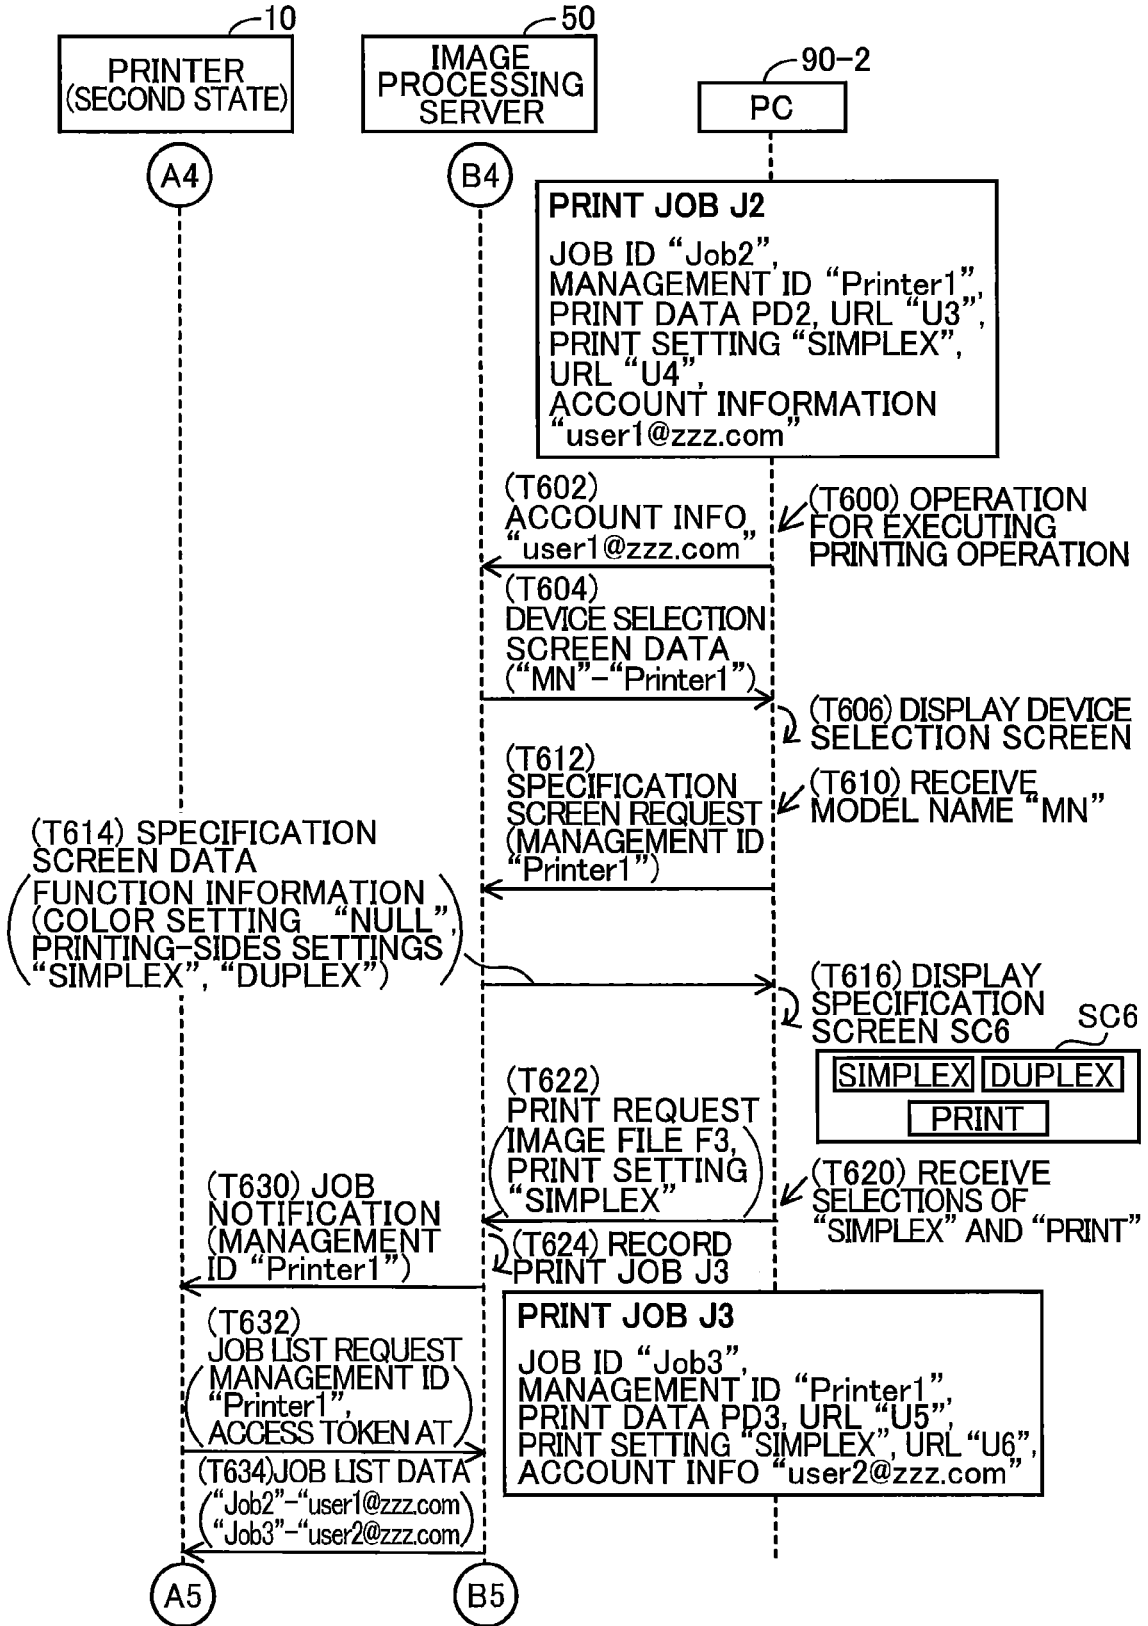 10
50
90-2
PRINTER
(SECOND STATE)
IMAGE
PROCESSING
SERVER
PC
A4
B4
PRINT JOB J2
JOB ID “Job2”,
MANAGEMENT ID “Printer1”,
PRINT DATA PD2, URL “U3”,
PRINT SETTING “SIMPLEX”,
URL “U4”,
ACCOUNT INFORMATION
“user1@zzz.com”
(T600) OPERATION
FOR EXECUTING
PRINTING OPERATION
(T602)
ACCOUNT INFO
“user1@zzz.com”
(T604)
DEVICE SELECTION
SCREEN DATA
(“MN”-“Printer1”)
(T606) DISPLAY DEVICE
SELECTION SCREEN
(T610) RECEIVE
MODEL NAME “MN”
(T612)
SPECIFICATION
SCREEN REQUEST
(MANAGEMENT ID
“Printer1”)
(T614) SPECIFICATION
SCREEN DATA
FUNCTION INFORMATION
(COLOR SETTING “NULL”,
PRINTING-SIDES SETTINGS
“SIMPLEX”, “DUPLEX”)
(T616) DISPLAY
SPECIFICATION
SCREEN SC6
SC6
SIMPLEX DUPLEX
PRINT
(T620) RECEIVE
SELECTIONS OF
“SIMPLEX” AND “PRINT”
(T622)
PRINT REQUEST
IMAGE FILE F3,
PRINT SETTING
“SIMPLEX”
(T624) RECORD
PRINT JOB J3
(T630) JOB
NOTIFICATION
(MANAGEMENT
ID “Printer1”)
PRINT JOB J3
JOB ID “Job3”,
MANAGEMENT ID “Printer1”,
PRINT DATA PD3, URL “U5”,
PRINT SETTING “SIMPLEX”, URL “U6”,
ACCOUNT INFO “user2@zzz.com”
(T632)
JOB LIST REQUEST
MANAGEMENT ID
“Printer1”,
ACCESS TOKEN AT
(T634)JOB LIST DATA
“Job2”-“user1@zzz.com
“Job3”-“user2@zzz.com
A5
B5